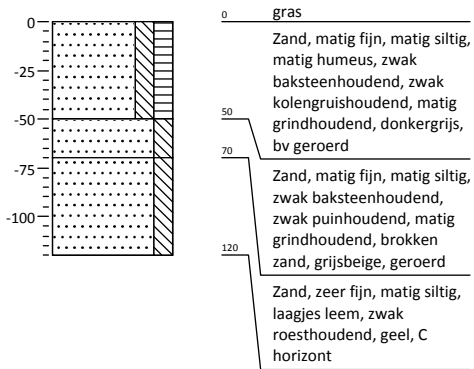 0
-25
-50
-75
-100
0
gras
Zand, matig fijn, matig siltig,
matig humeus, zwak
baksteenhoudend, zwak
kolengruishoudend, matig
grindhoudend, donkergrijs,
bv geroerd
50
Zand, matig fijn, matig siltig,
zwak baksteenhoudend,
zwak puinhoudend, matig
grindhoudend, brokken
zand, grijsbeige, geroerd
70
Zand, zeer fijn, matig siltig,
laagjes leem, zwak
roesthoudend, geel, C
horizont
120